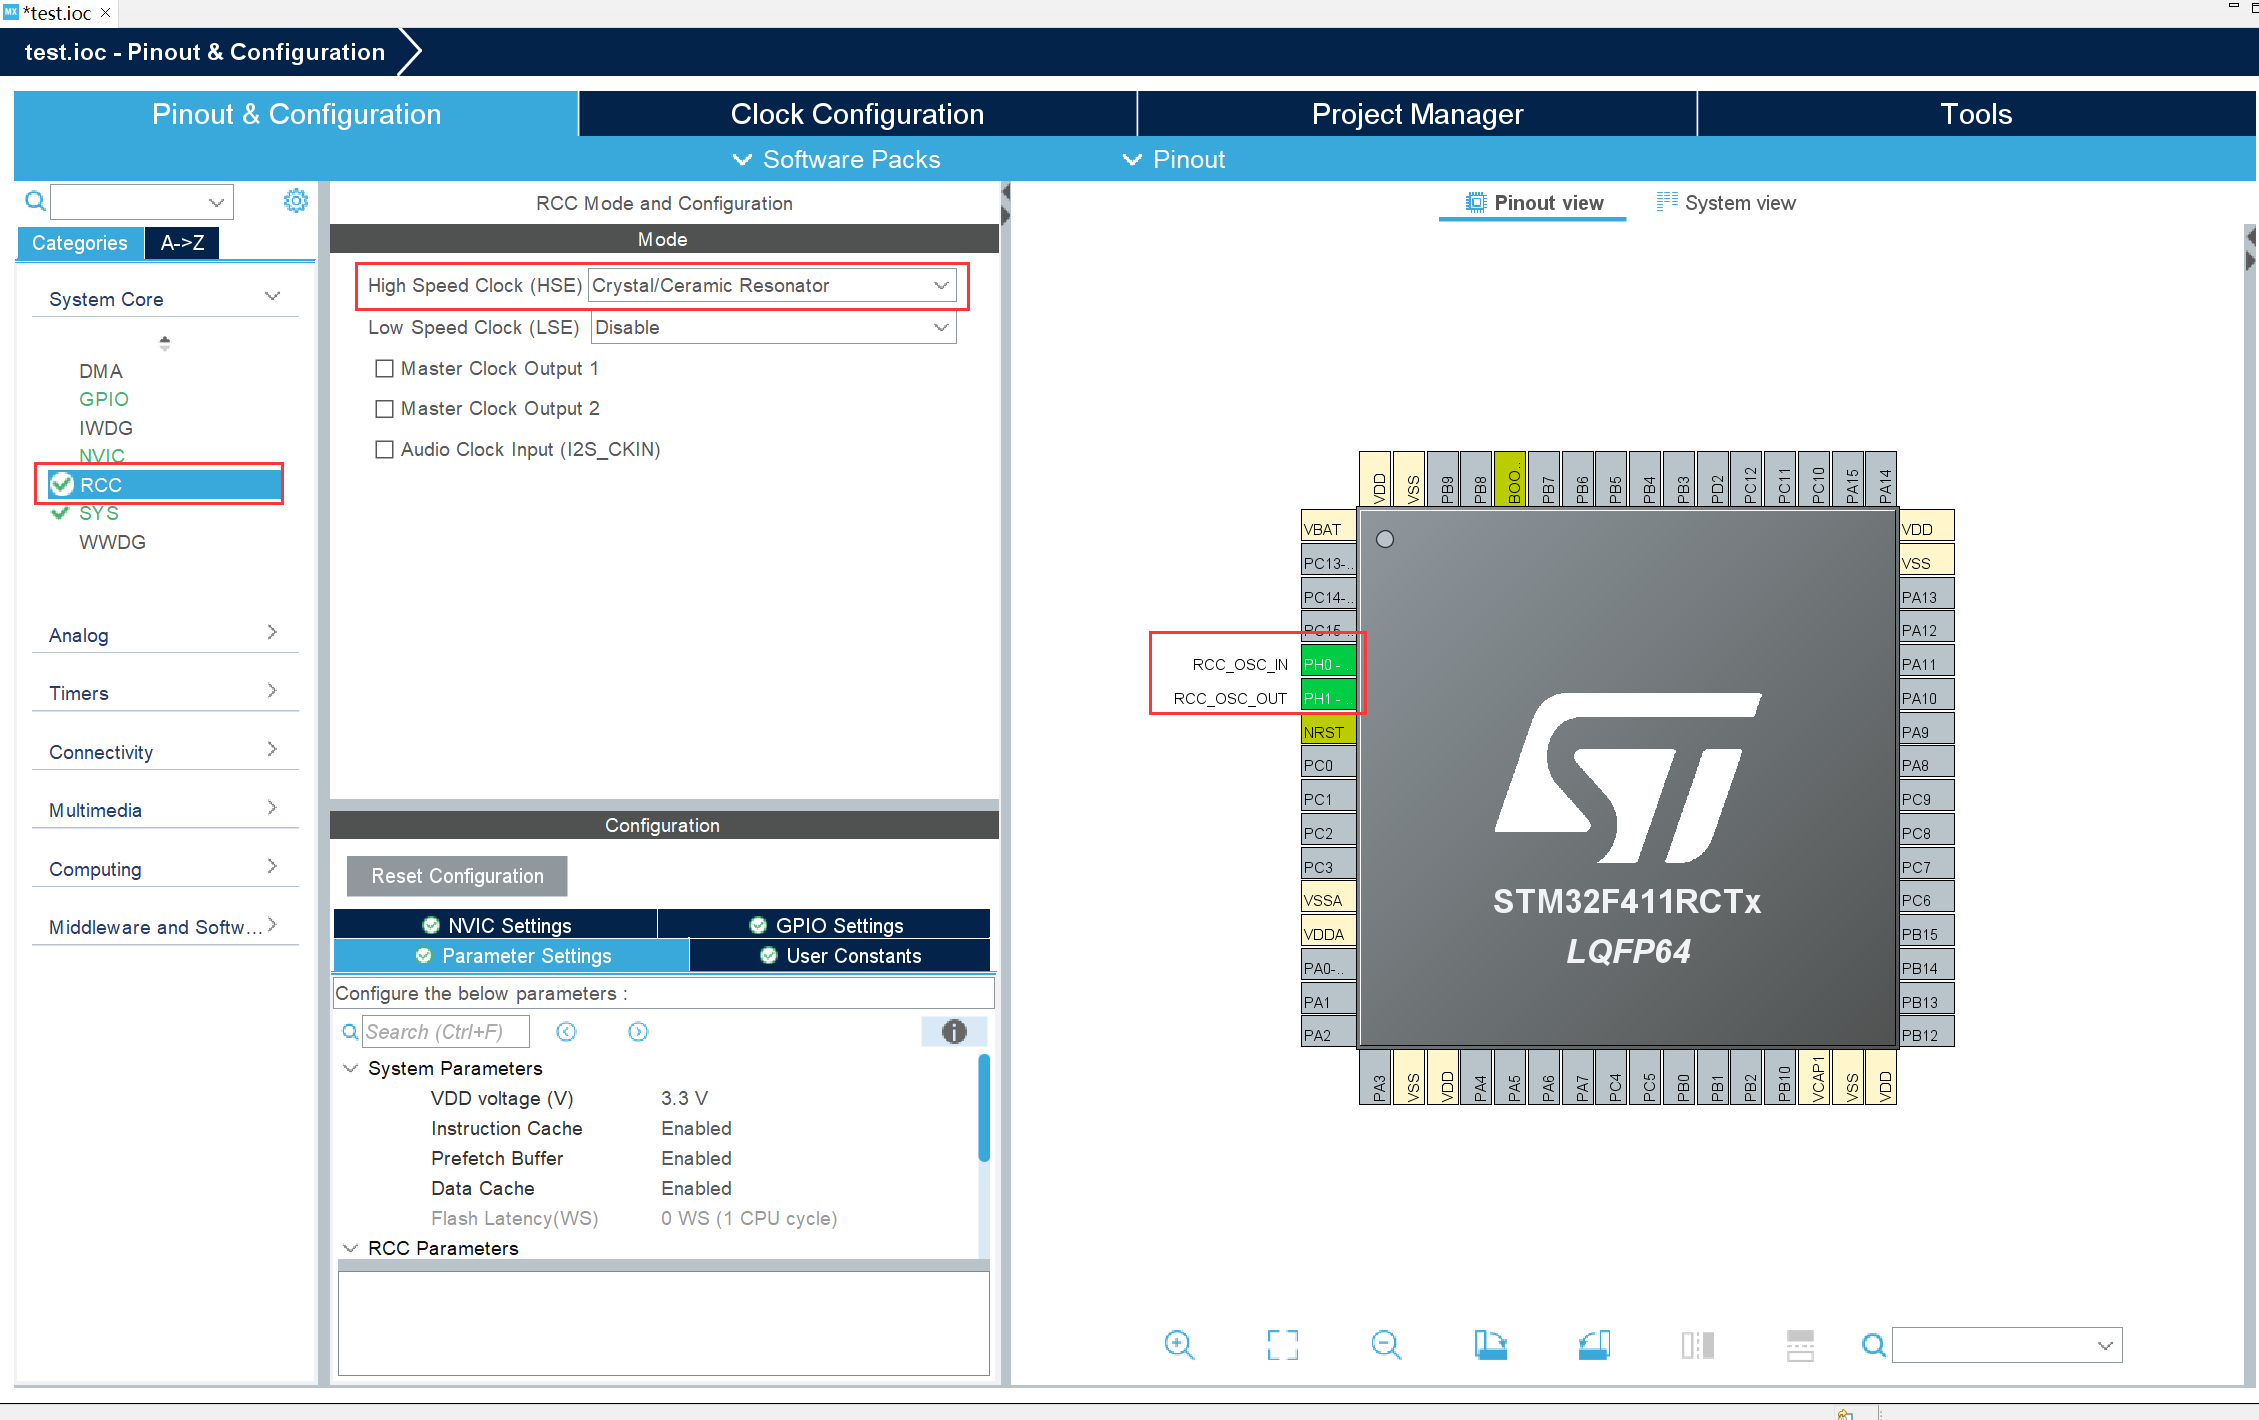 *test.ioc ×
test.ioc - Pinout & Configuration
Pinout & Configuration
Clock Configuration
Project Manager
Tools
Software Packs
Pinout
Categories
A->Z
System Core
DMA
GPIO
IWDG
NVIC
RCC
SYS
WWDG
Analog
Timers
Connectivity
Multimedia
Computing
Middleware and Softw...
RCC Mode and Configuration
Mode
High Speed Clock (HSE) Crystal/Ceramic Resonator
Low Speed Clock (LSE) Disable
Master Clock Output 1
Master Clock Output 2
Audio Clock Input (I2S_CKIN)
Configuration
Reset Configuration
NVIC Settings
GPIO Settings
Parameter Settings
User Constants
Configure the below parameters :
Search (Ctrl+F)
System Parameters
VDD voltage (V) 3.3 V
Instruction Cache Enabled
Prefetch Buffer Enabled
Data Cache Enabled
Flash Latency(WS) 0 WS (1 CPU cycle)
RCC Parameters
Pinout view
System view
VDD
VSS
PB9
PB8
BOO..
PB7
PB6
PB5
PB4
PB3
PD2
PC12
PC11
PC10
PA15
PA14
VBAT
PC13-..
PC14-..
PC15-..
RCC_OSC_IN PH0 - ..
RCC_OSC_OUT PH1 - ..
NRST
PC0
PC1
PC2
PC3
VSSA
VDDA
PA0-..
PA1
PA2
STM32F411RCTx
LQFP64
VDD
VSS
PA13
PA12
PA11
PA10
PA9
PA8
PC9
PC8
PC7
PC6
PB15
PB14
PB13
PB12
PA3
VSS
VDD
PA4
PA5
PA6
PA7
PC4
PC5
PB0
PB1
PB2
PB10
VCAP1
VSS
VDD